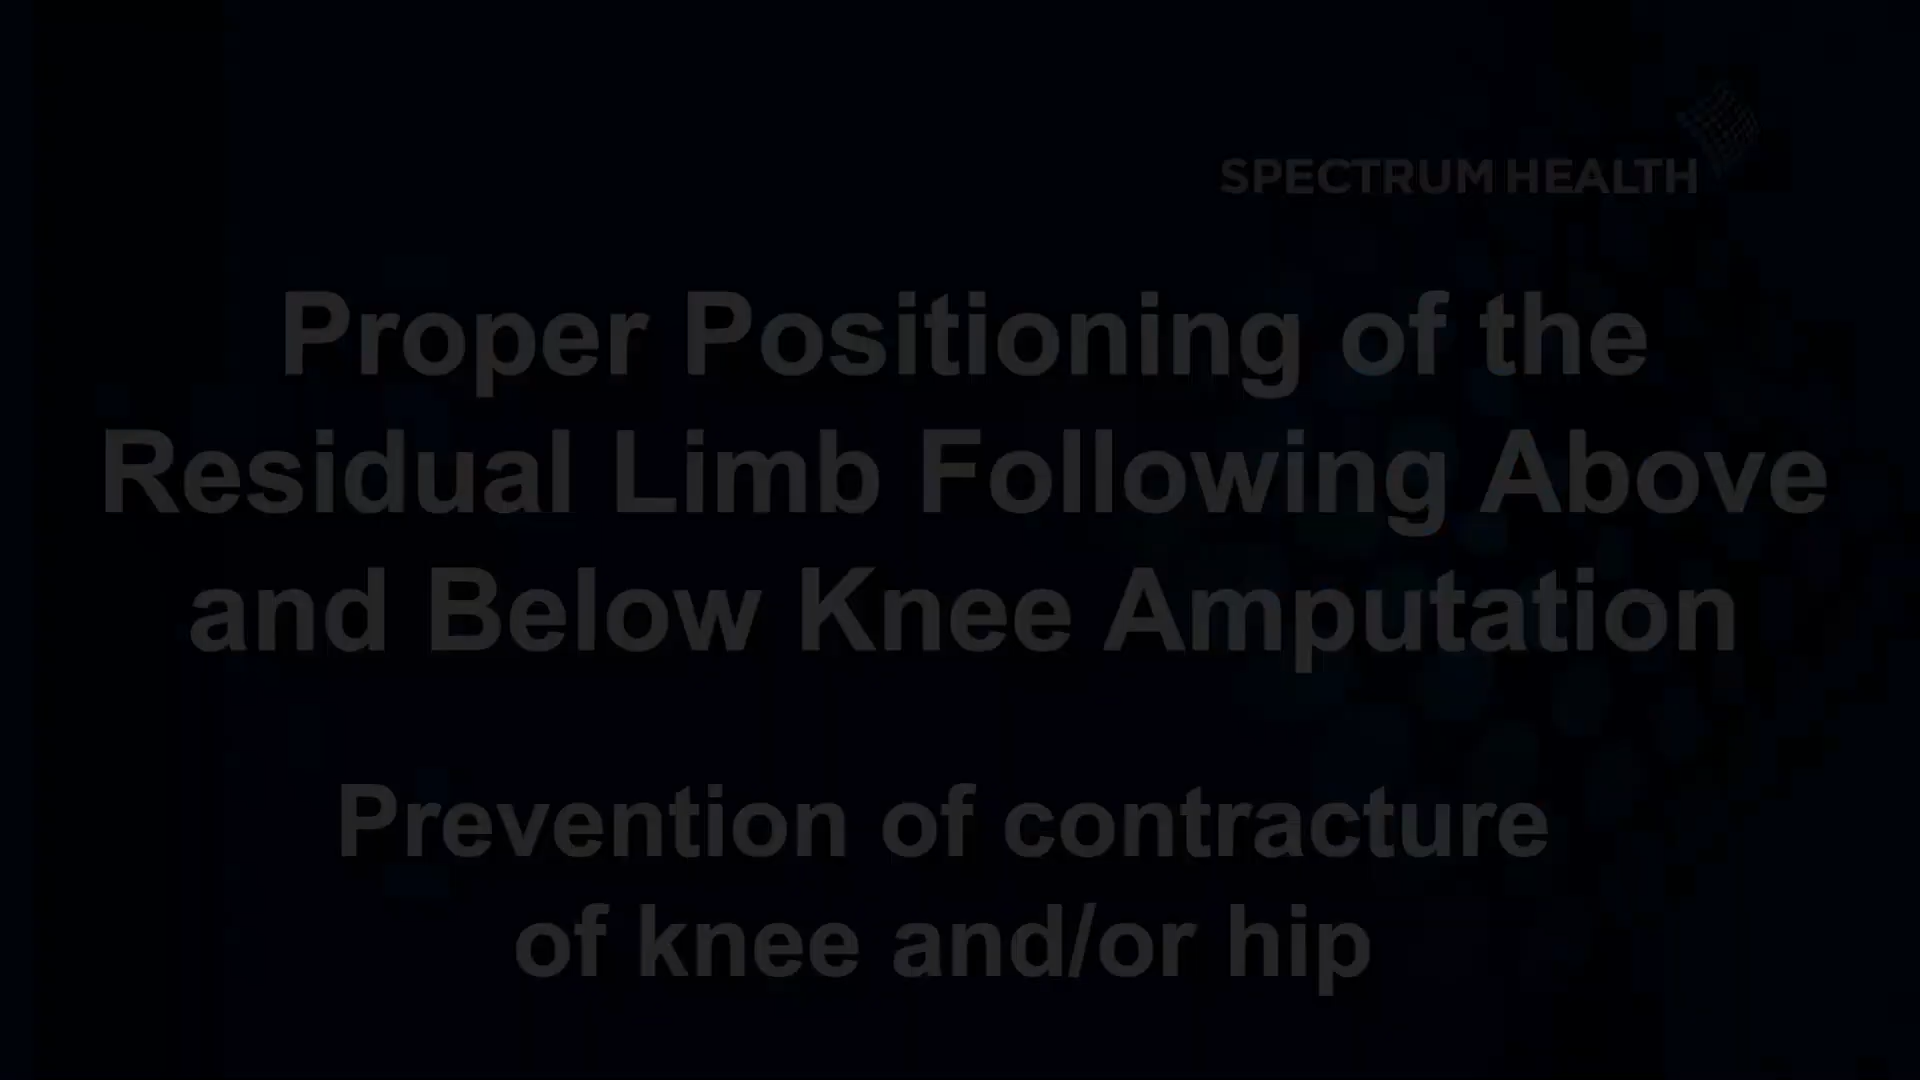 SPECTRUM HEALTH
Proper Positioning of the
Residual Limb Following Above
and Below Knee Amputation
Prevention of contracture
of knee and/or hip